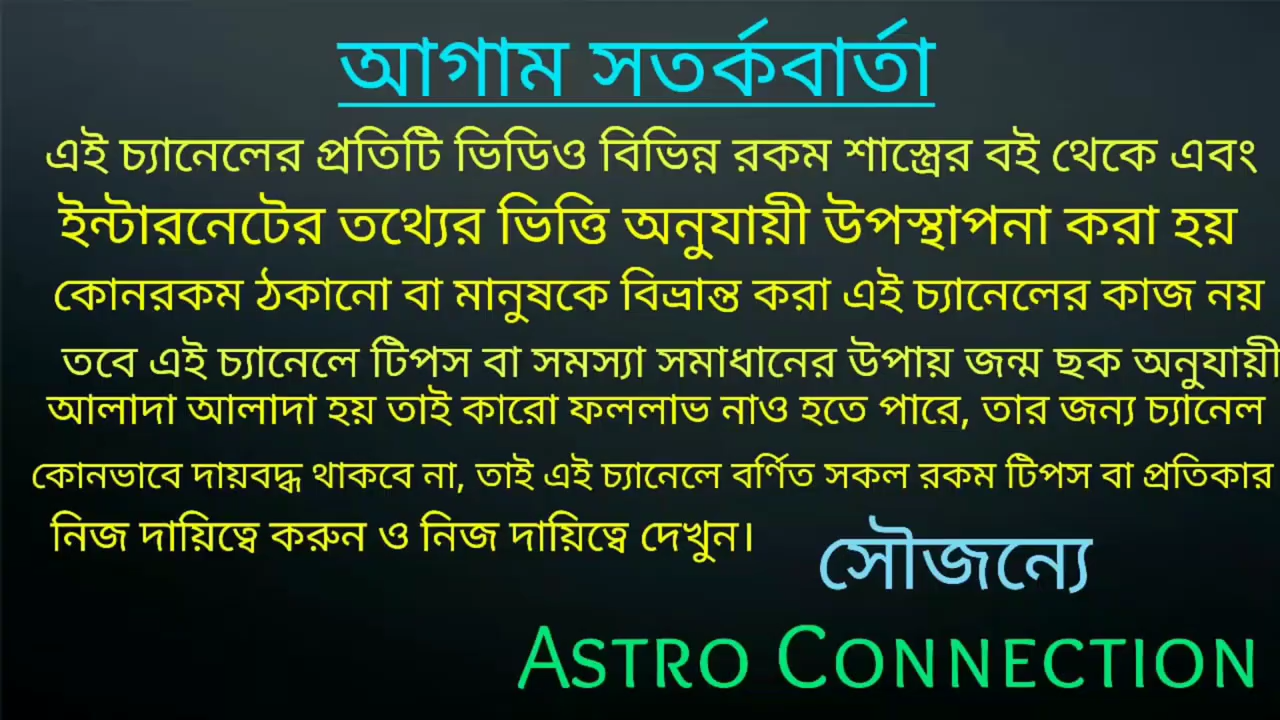 আগাম সতর্কবার্তা
এই চ্যানেলের প্রতিটি ভিডিও বিভিন্ন রকম শাস্ত্রের বই থেকে এবং
ইন্টারনেটের তথ্যের ভিত্তি অনুযায়ী উপস্থাপনা করা হয়
কোনরকম ঠকানো বা মানুষকে বিভ্রান্ত করা এই চ্যানেলের কাজ নয়
তবে এই চ্যানেলে টিপস বা সমস্যা সমাধানের উপায় জন্ম ছক অনুযায়ী
আলাদা আলাদা হয় তাই কারো ফললাভ নাও হতে পারে, তার জন্য চ্যানেল
কোনভাবে দায়বদ্ধ থাকবে না, তাই এই চ্যানেলে বর্ণিত সকল রকম টিপস বা প্রতিকার
নিজ দায়িত্বে করুন ও নিজ দায়িত্বে দেখুন।
সৌজন্যে
ASTRO CONNECTION